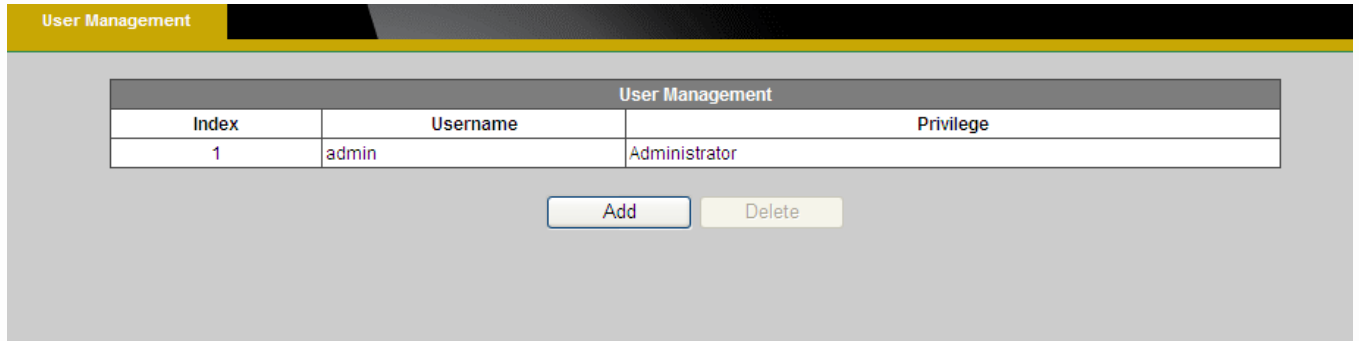 User Management
User Management
Index Username Privilege
1 admin Administrator
Add Delete